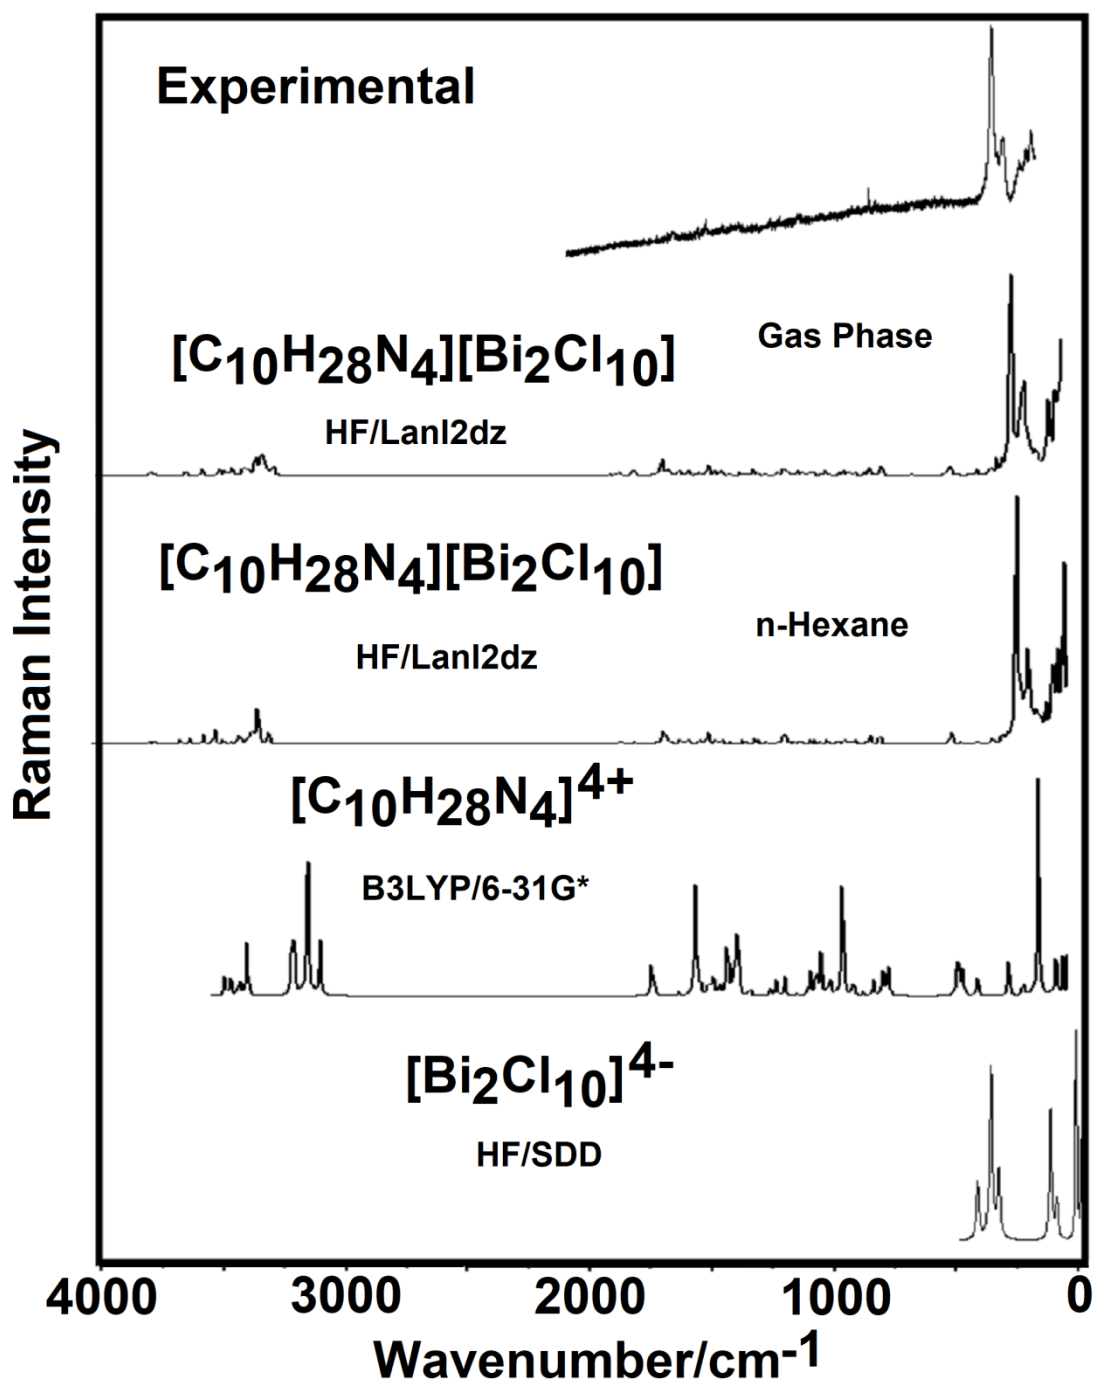 Experimental
Gas Phase
[C10H28N4][Bi2Cl10]
HF/Lanl2dz
[C10H28N4][Bi2Cl10]
n-Hexane
HF/Lanl2dz
[C10H28N4]4+
B3LYP/6-31G*
[Bi2Cl10]4-
HF/SDD
Raman Intensity
4000 3000 2000 1000 0
Wavenumber/cm-1